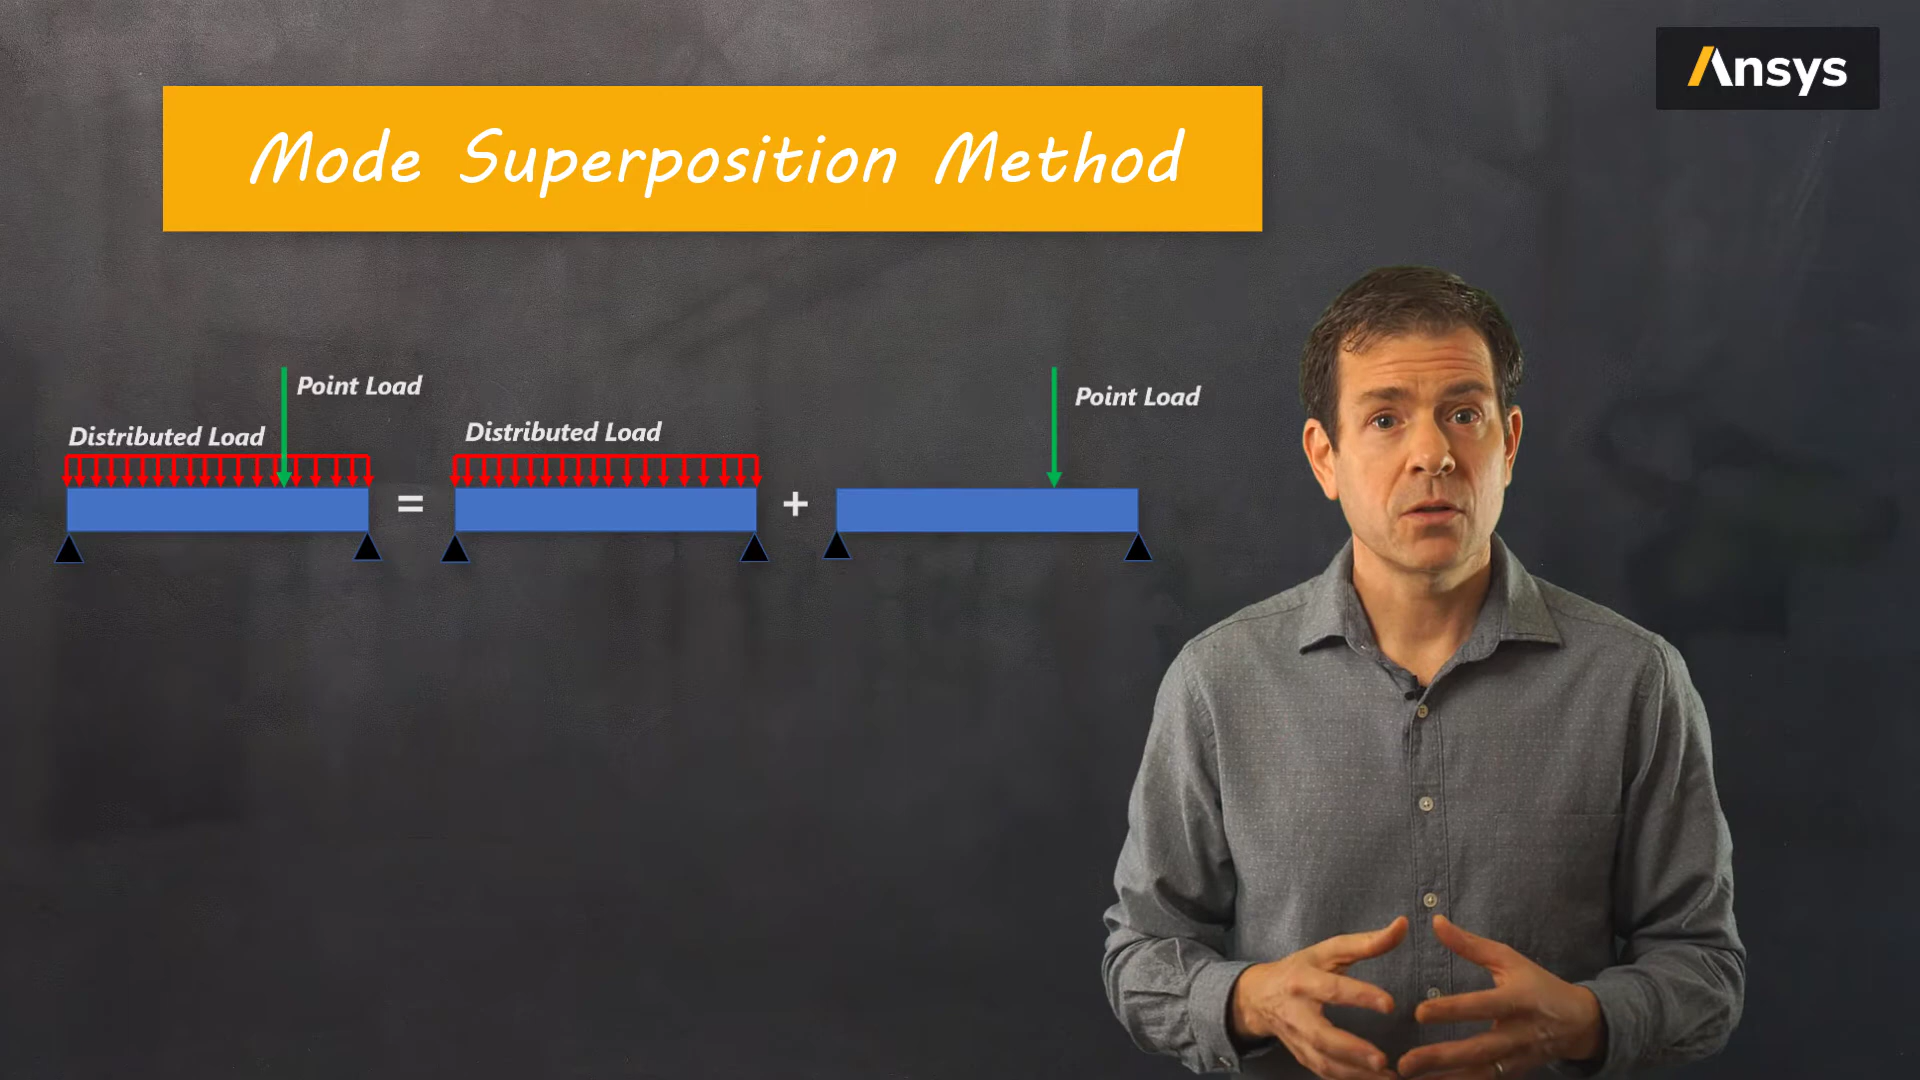 Ansys
Mode Superposition Method
Point Load
Distributed Load
=
Distributed Load
+
Point Load